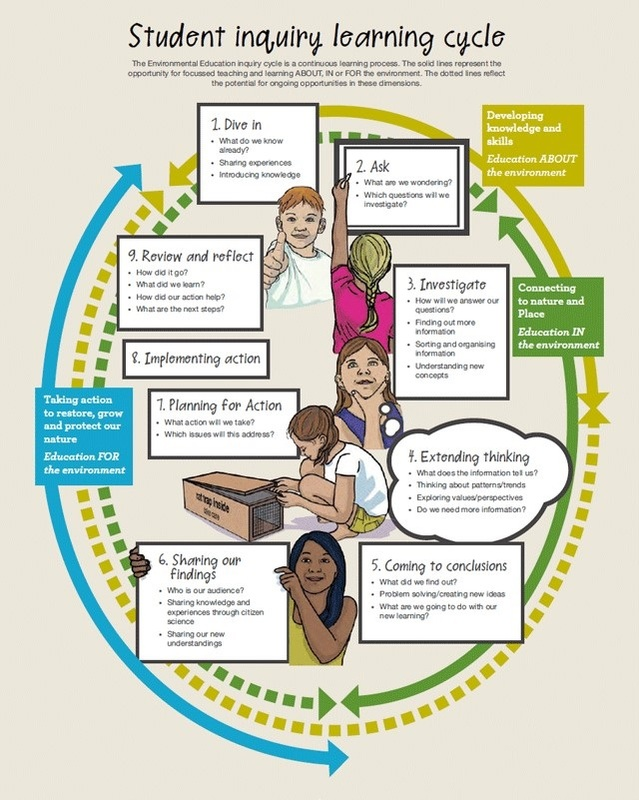 Student inquiry learning cycle
The Environmental Education inquiry cycle is a continuous learning process. The solid lines represent the
opportunity for focussed teaching and learning ABOUT, IN or FOR the environment. The dotted lines reflect
the potential for ongoing opportunities in these dimensions.
1. Dive in
• What do we know
already?
• Sharing experiences
• Introducing knowledge
Developing
knowledge and
skills
Education ABOUT
the environment
2. Ask
• What are we wondering?
• Which questions will we
investigate?
9. Review and reflect
• How did it go?
• What did we learn?
• How did our action help?
• What are the next steps?
3. Investigate
• How will we answer our
questions?
• Finding out more
information
• Sorting and organising
information
• Understanding new
concepts
Connecting
to nature and
Place
Education IN
the environment
8. Implementing action
Taking action
to restore, grow
and protect our
nature
Education FOR
the environment
7. Planning for Action
• What action will we take?
• Which issues will this address?
4. Extending thinking
• What does the information tell us?
• Thinking about patterns/trends
• Exploring values/perspectives
• Do we need more information?
rat trap inside
6. Sharing our
findings
• Who is our audience?
• Sharing knowledge and
experiences through citizen
science
• Sharing our new
understandings
5. Coming to conclusions
• What did we find out?
• Problem solving/creating new ideas
• What are we going to do with our
new learning?